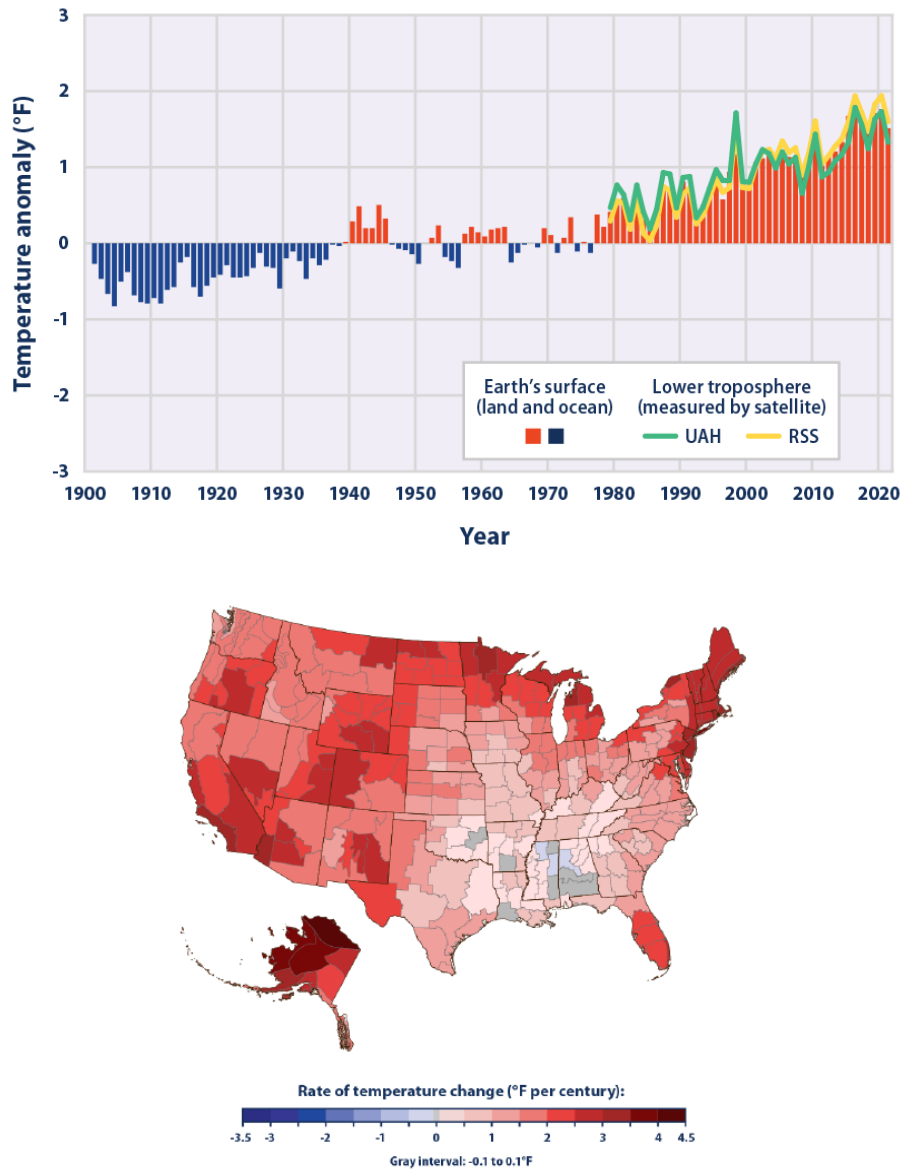 Temperature anomaly (°F)
3
2
1
0
-1
-2
-3
Earth's surface
(land and ocean)
Lower troposphere
(measured by satellite)
UAH
RSS
1900 1910 1920 1930 1940 1950 1960 1970 1980 1990 2000 2010 2020
Year
Rate of temperature change (°F per century):
-3.5 -3 -2 -1 0 1 2 3 4 4.5
Gray interval: -0.1 to 0.1°F